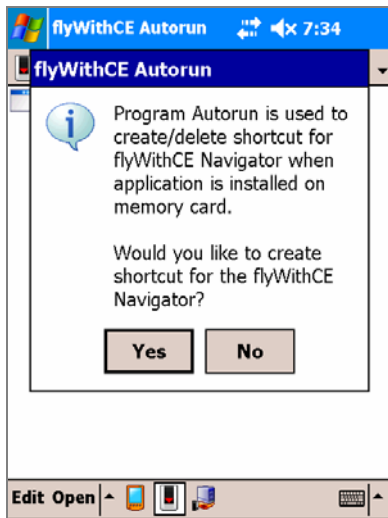 flyWithCE Autorun 7:34
flyWithCE Autorun
Program Autorun is used to
create/delete shortcut for
flyWithCE Navigator when
application is installed on
memory card.
Would you like to create
shortcut for the flyWithCE
Navigator?
Yes No
Edit Open